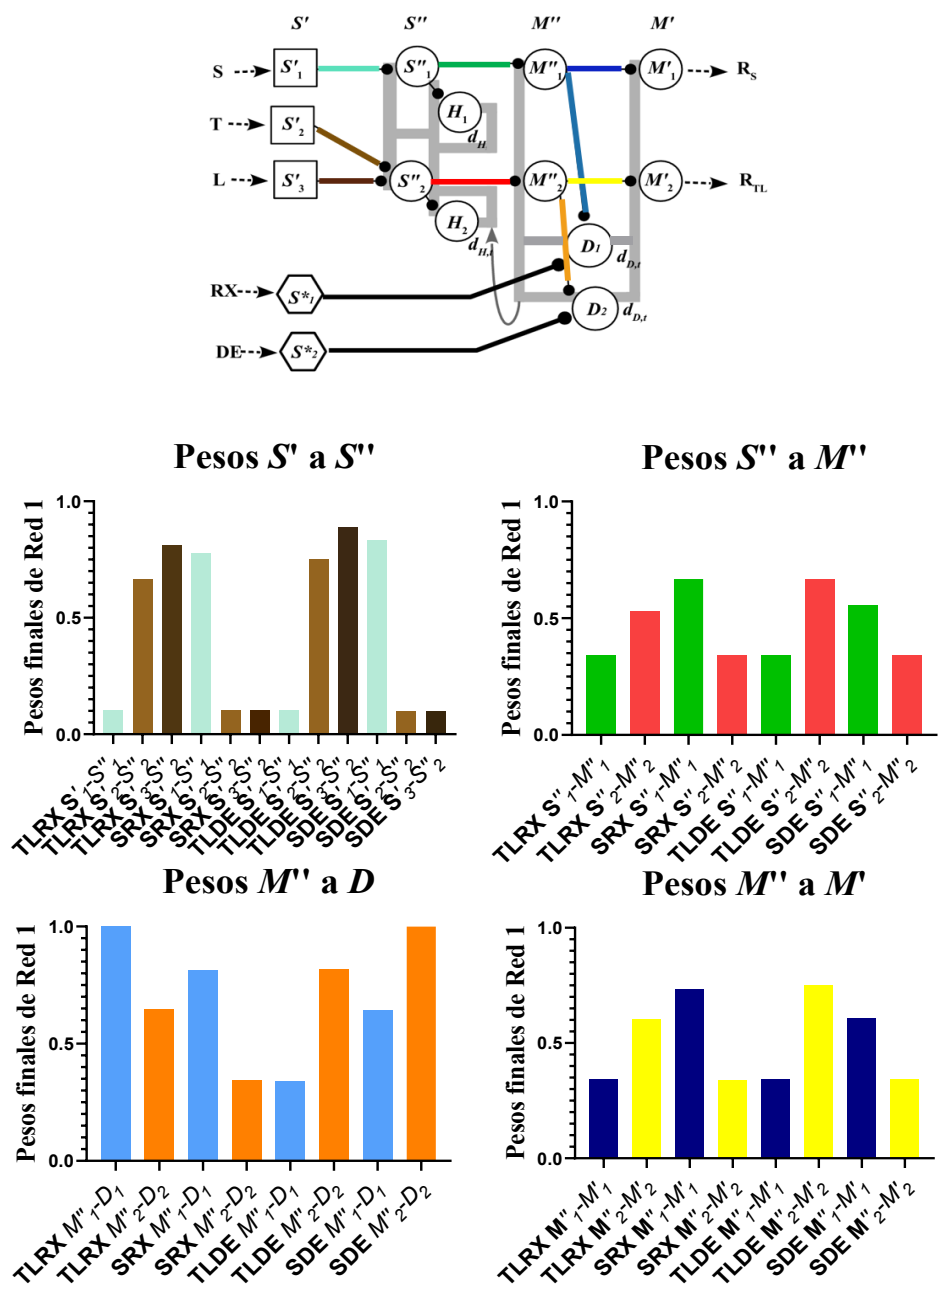 S' S'' M'' M'
S S'1 S''1 M''1 M'1 RS
H1
T S'2 dH
L S'3 S''2 M''2 M'2 RTL
H2
dH,t
D1 dD,t
RX S*1
D2 dD,t
DE S*2
Pesos S' a S''
Pesos finales de Red 1
1.0
0.5
0.0
TLRX S'1-S''1
TLRX S'2-S''2
TLRX S'3-S''2
SRX S'1-S''1
SRX S'2-S''2
SRX S'3-S''2
TLDE S'1-S''1
TLDE S'2-S''2
TLDE S'3-S''2
SDE S'1-S''1
SDE S'2-S''2
SDE S'3-S''2
Pesos S'' a M''
Pesos finales de Red 1
1.0
0.5
0.0
TLRX S''1-M''1
TLRX S''2-M''2
SRX S''1-M''1
SRX S''2-M''2
TLDE S''1-M''1
TLDE S''2-M''2
SDE S''1-M''1
SDE S''2-M''2
Pesos M'' a D
Pesos finales de Red 1
1.0
0.5
0.0
TLRX M''1-D1
TLRX M''2-D2
SRX M''1-D1
SRX M''2-D2
TLDE M''1-D1
TLDE M''2-D2
SDE M''1-D1
SDE M''2-D2
Pesos M'' a M'
Pesos finales de Red 1
1.0
0.5
0.0
TLRX M''1-M'1
TLRX M''2-M'2
SRX M''1-M'1
SRX M''2-M'2
TLDE M''1-M'1
TLDE M''2-M'2
SDE M''1-M'1
SDE M''2-M'2